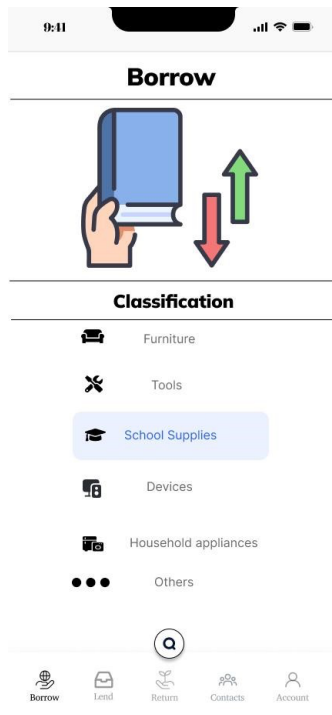 9:41
Borrow
Classification
Furniture
Tools
School Supplies
Devices
Household appliances
Others
Borrow
Lend
Return
Contacts
Account